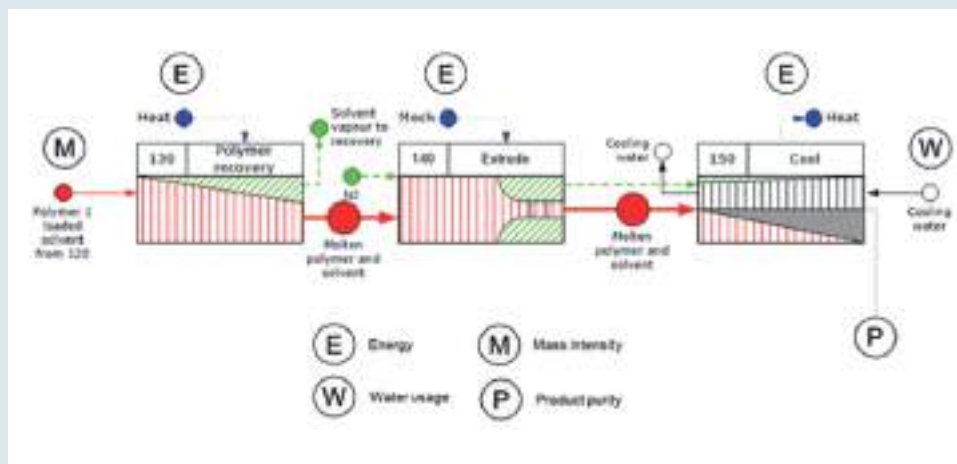 E
E
E
Heat
Solvent
vapour to
recovery
Mech
Cooling
water
Heat
M
130
Polymer
recovery
140
Extrude
150
Cool
W
N2
Polymer 1
loaded
solvent
from 120
Molten
polymer and
solvent
Molten
polymer and
solvent
Cooling
water
P
E
Energy
M
Mass intensity
W
Water usage
P
Product purity